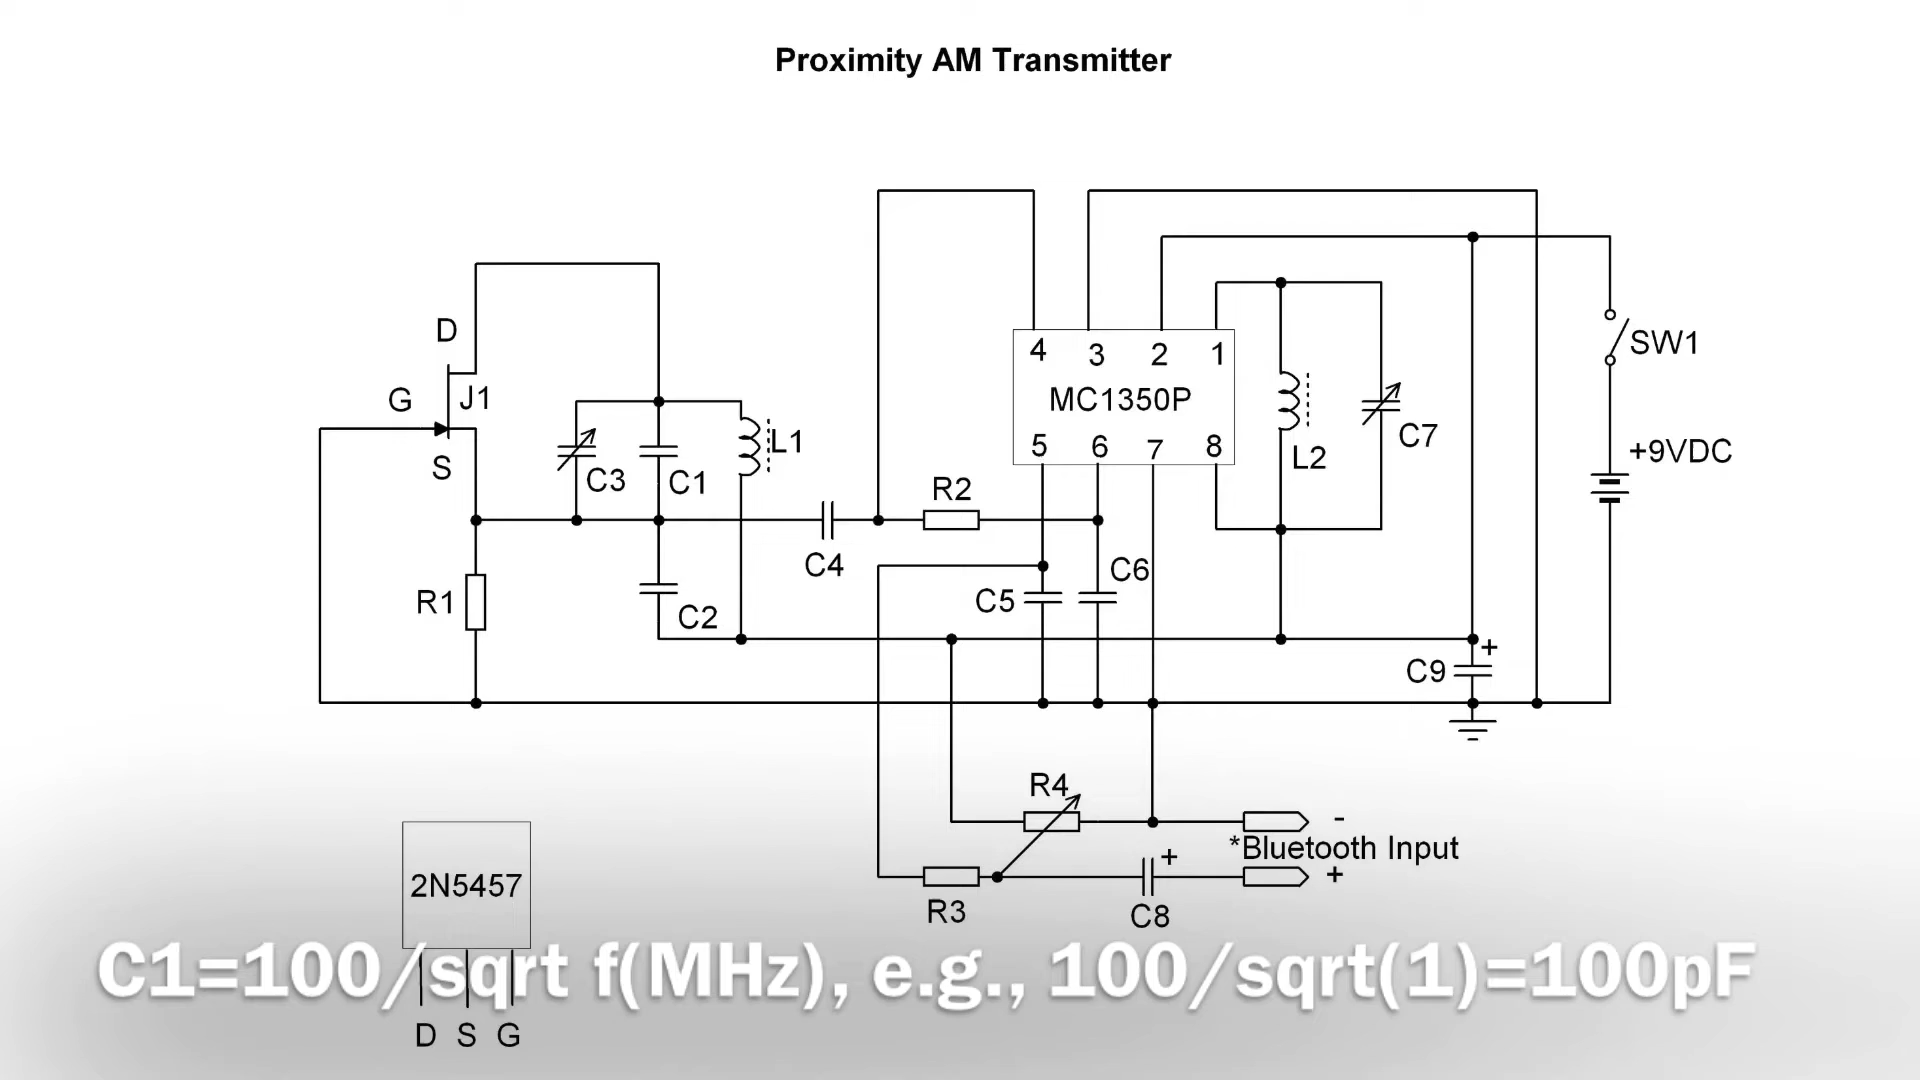 Proximity AM Transmitter
D
G
J1
S
C3
C1
L1
R1
C2
C4
R2
4 3 2 1
MC1350P
5 6 7 8
C5
C6
L2
C7
SW1
+9VDC
+
C9
R4
-
*Bluetooth Input
+
+
R3
C8
2N5457
C1=100/sqrt f(MHz), e.g., 100/sqrt(1)=100pF
D S G